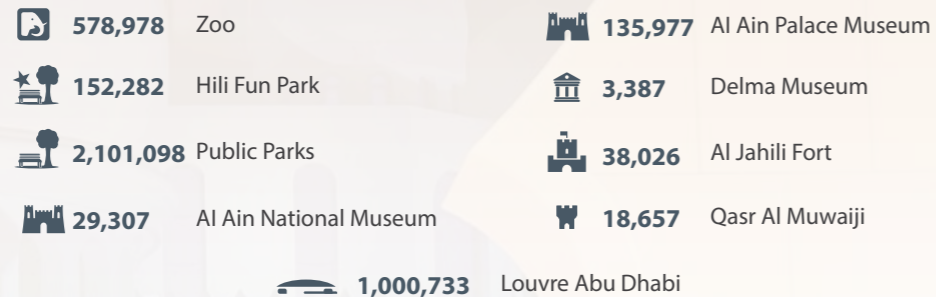 578,978 Zoo
152,282 Hili Fun Park
2,101,098 Public Parks
29,307 Al Ain National Museum
135,977 Al Ain Palace Museum
3,387 Delma Museum
38,026 Al Jahili Fort
18,657 Qasr Al Muwaiji
1,000,733 Louvre Abu Dhabi